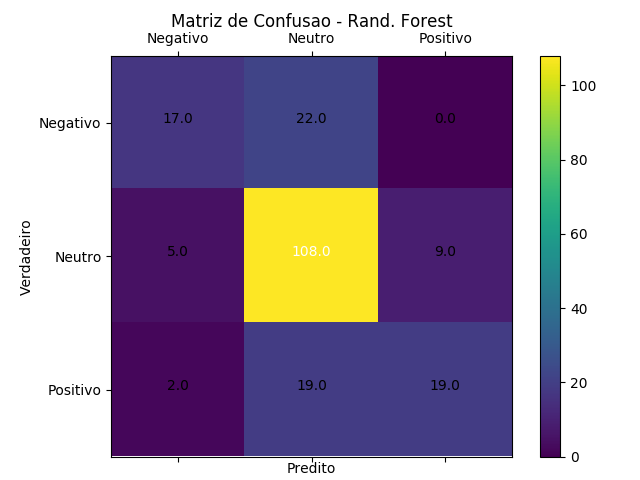 Matriz de Confusao - Rand. Forest
Negativo Neutro Positivo
Negativo 17.0 22.0 0.0
Neutro 5.0 108.0 9.0
Positivo 2.0 19.0 19.0
Verdadeiro
Predito
100
80
60
40
20
0